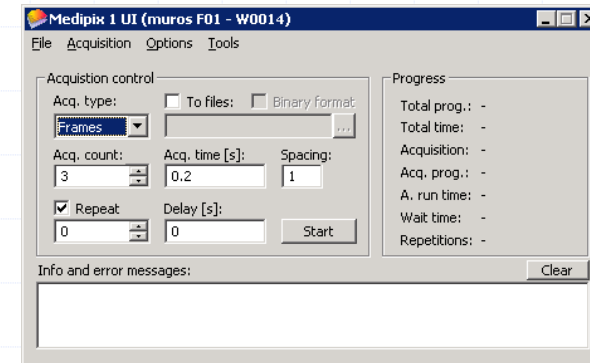 Medipix 1 UI (muros F01 - W0014)
File Acquisition Options Tools
Acquistion control
Acq. type:
To files:
Binary format
Frames
...
Acq. count:
Acq. time [s]:
Spacing:
3
0.2
1
Repeat
Delay [s]:
0
0
Start
Progress
Total prog.: -
Total time: -
Acquisition: -
Acq. prog.: -
A. run time: -
Wait time: -
Repetitions: -
Info and error messages:
Clear